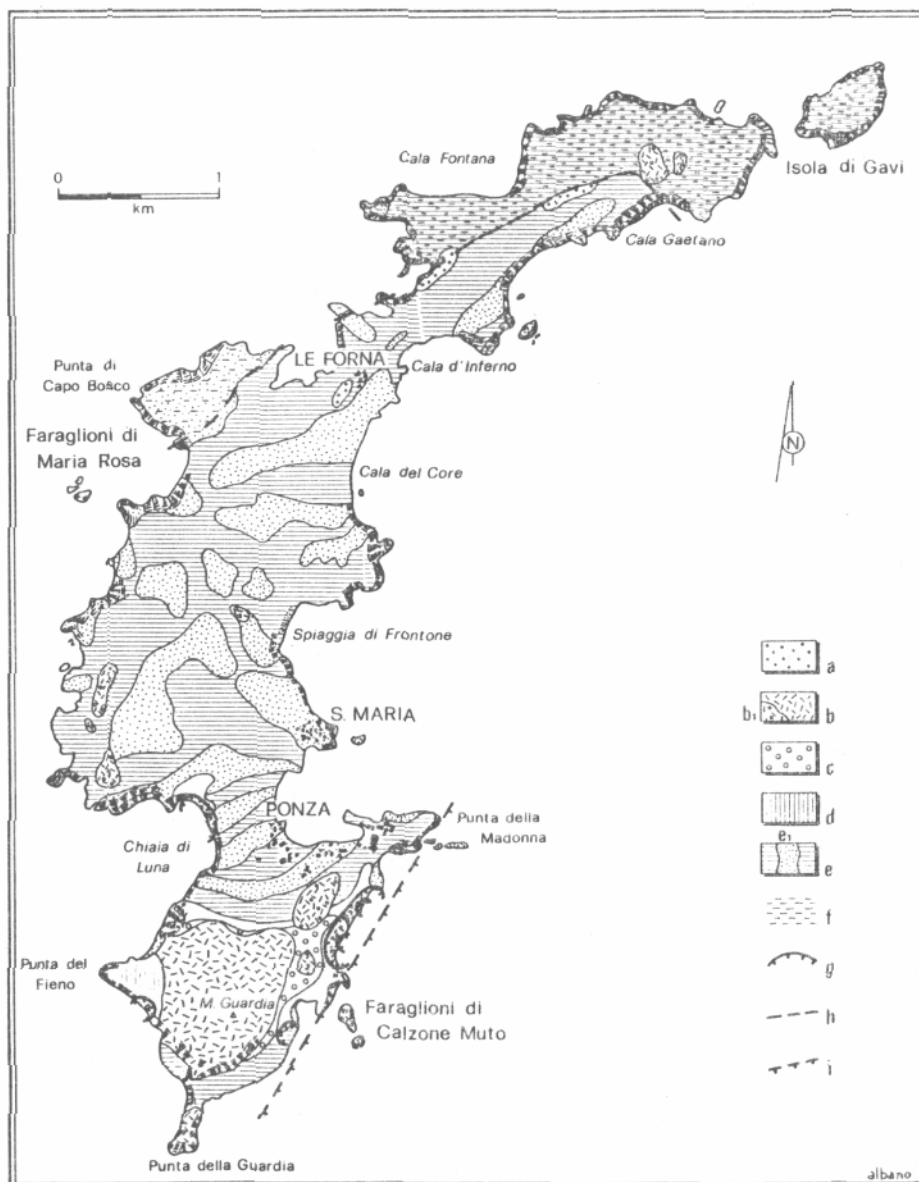 Isola di Gavi
Cala Fontana
0 1
km
Cala Gaetano
LE FORNA
Cala d'Inferno
Punta di
Capo Bosco
Faraglioni di
Maria Rosa
N
Cala del Core
Spiaggia di Frontone
S. MARIA
PONZA
Punta della
Madonna
Chiaia di
Luna
Punta del
Fieno
M. Guardia
Faraglioni di
Calzone Muto
Punta della Guardia
a
b₁ b
c
d
e₁
e
f
g
h
i
albano